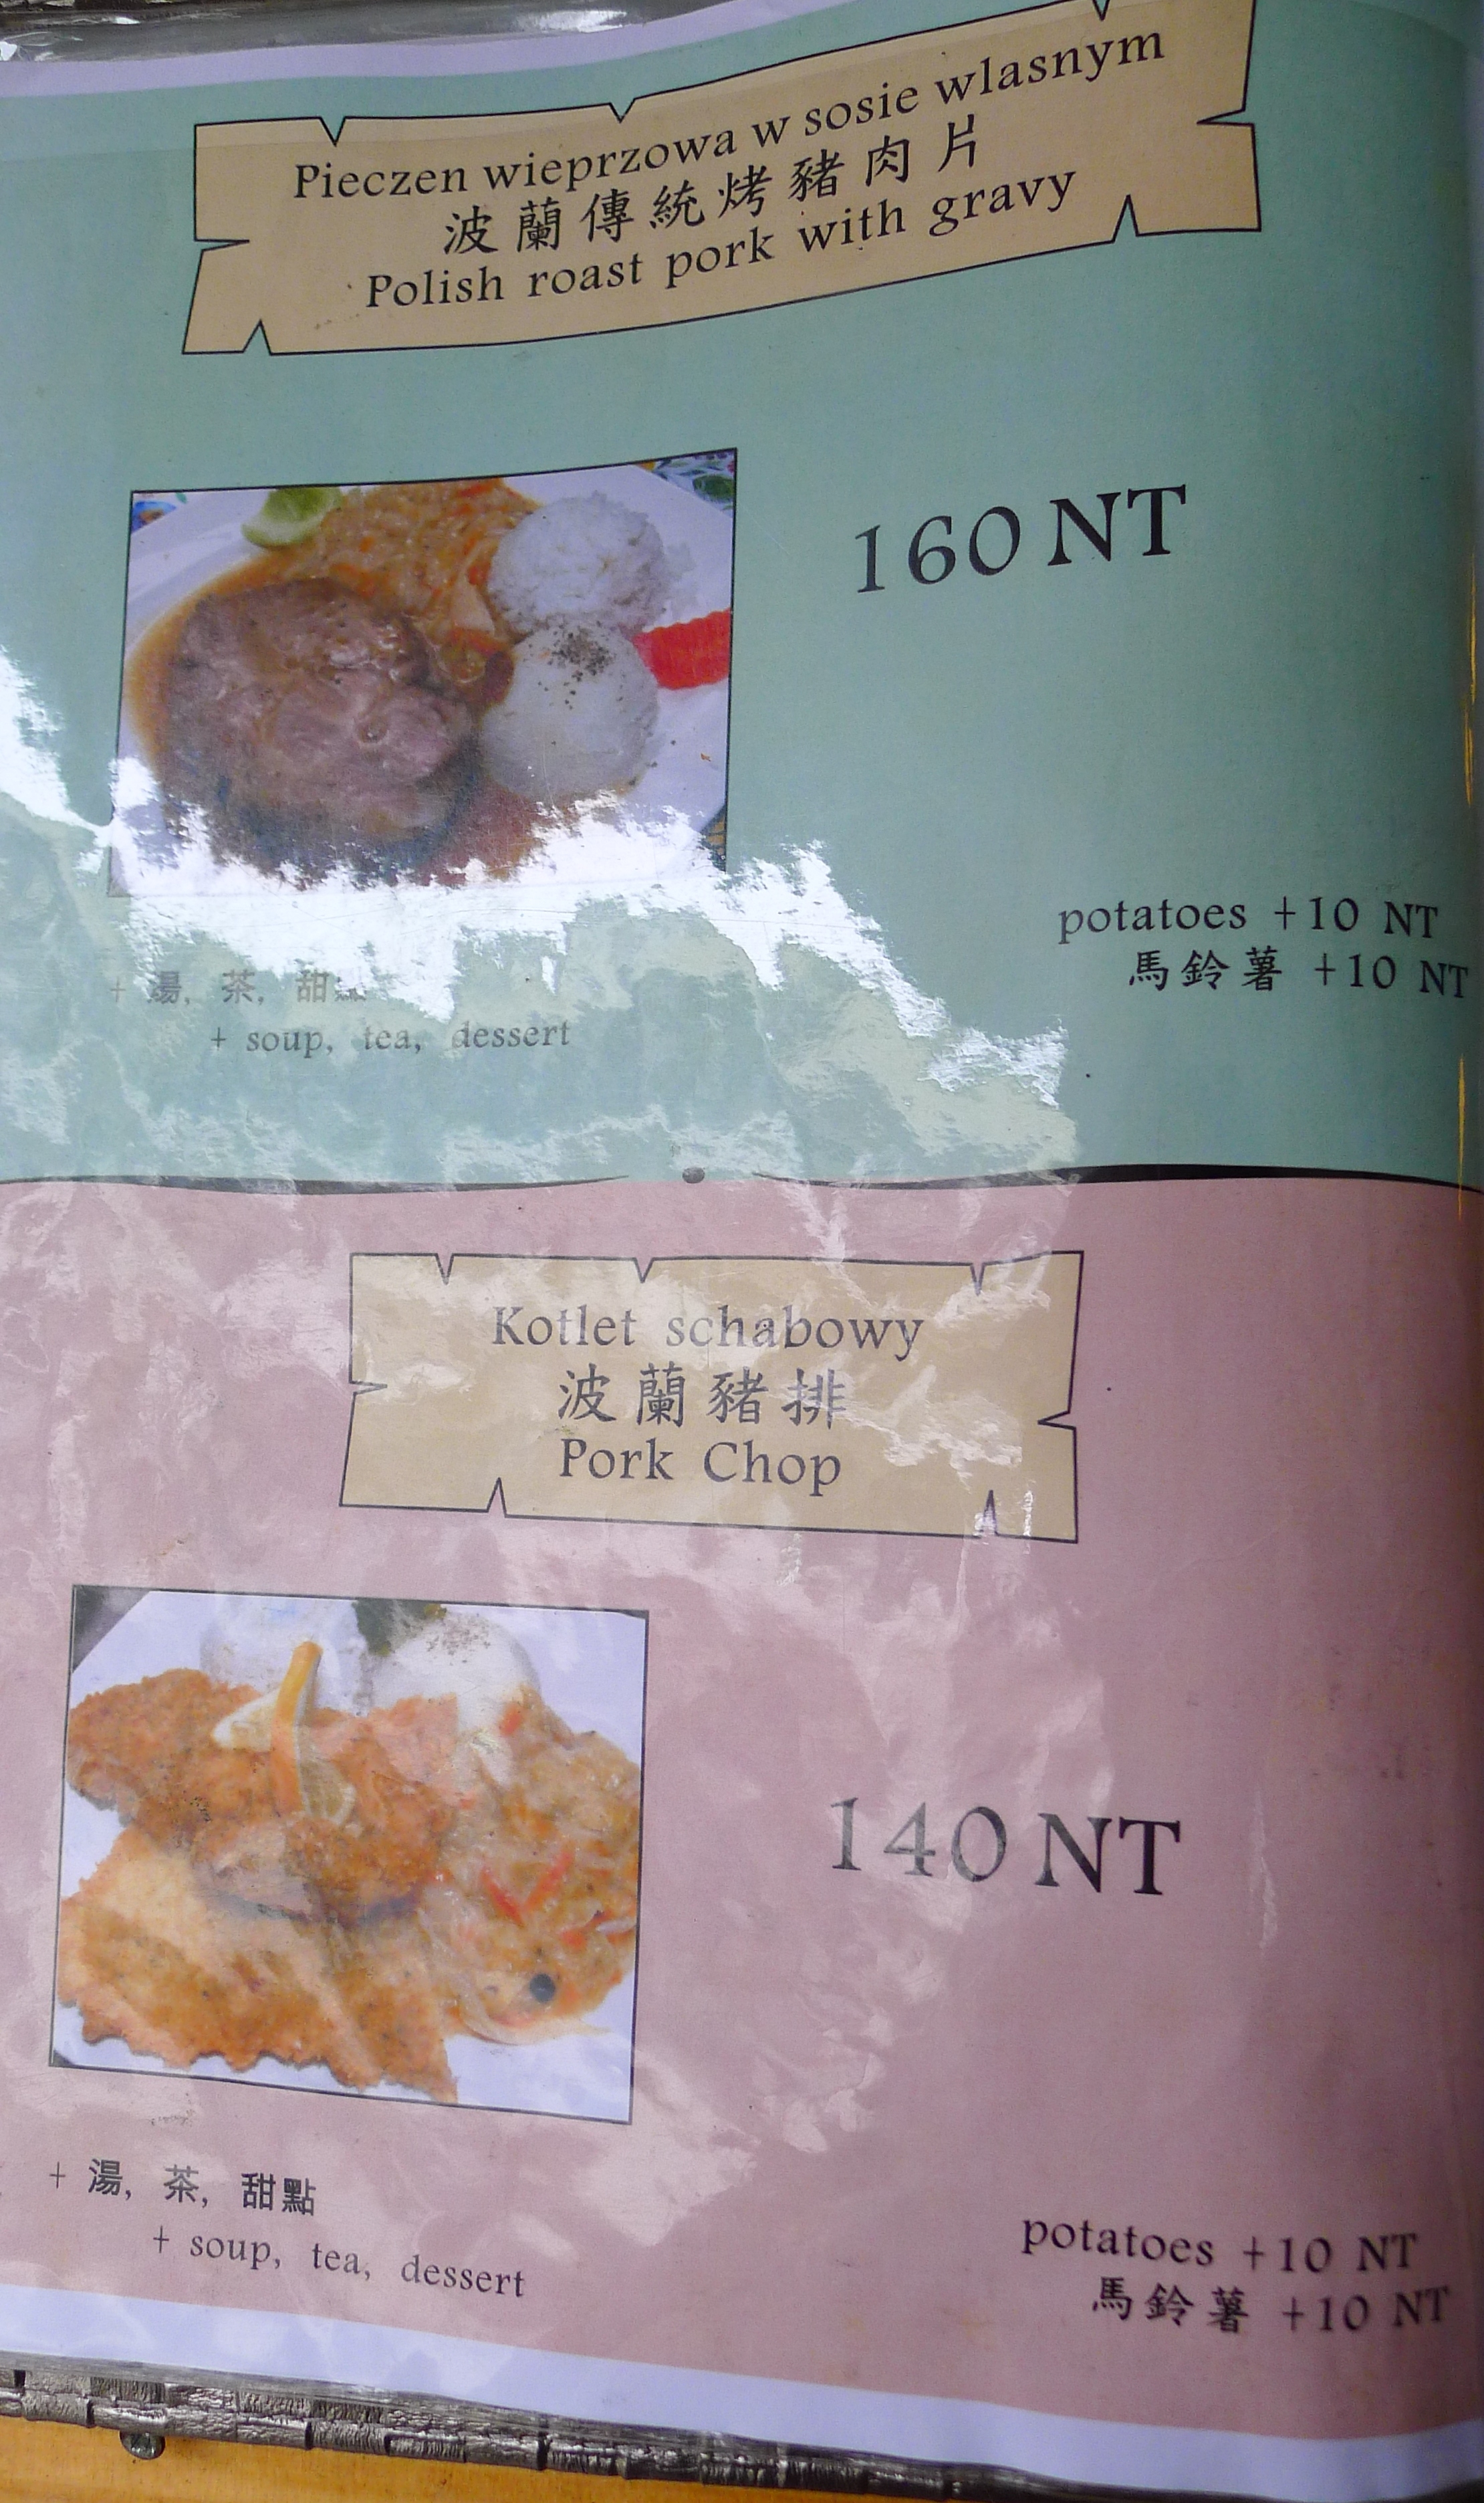 Pieczen wieprzowa w sosie wlasnym
波蘭傳統烤豬肉片
Polish roast pork with gravy
160 NT
potatoes +10 NT
馬鈴薯 +10 NT
+ 湯, 茶, 甜點
+ soup, tea, dessert
Kotlet schabowy
波蘭豬排
Pork Chop
140 NT
+ 湯, 茶, 甜點
+ soup, tea, dessert
potatoes +10 NT
馬鈴薯 +10 NT